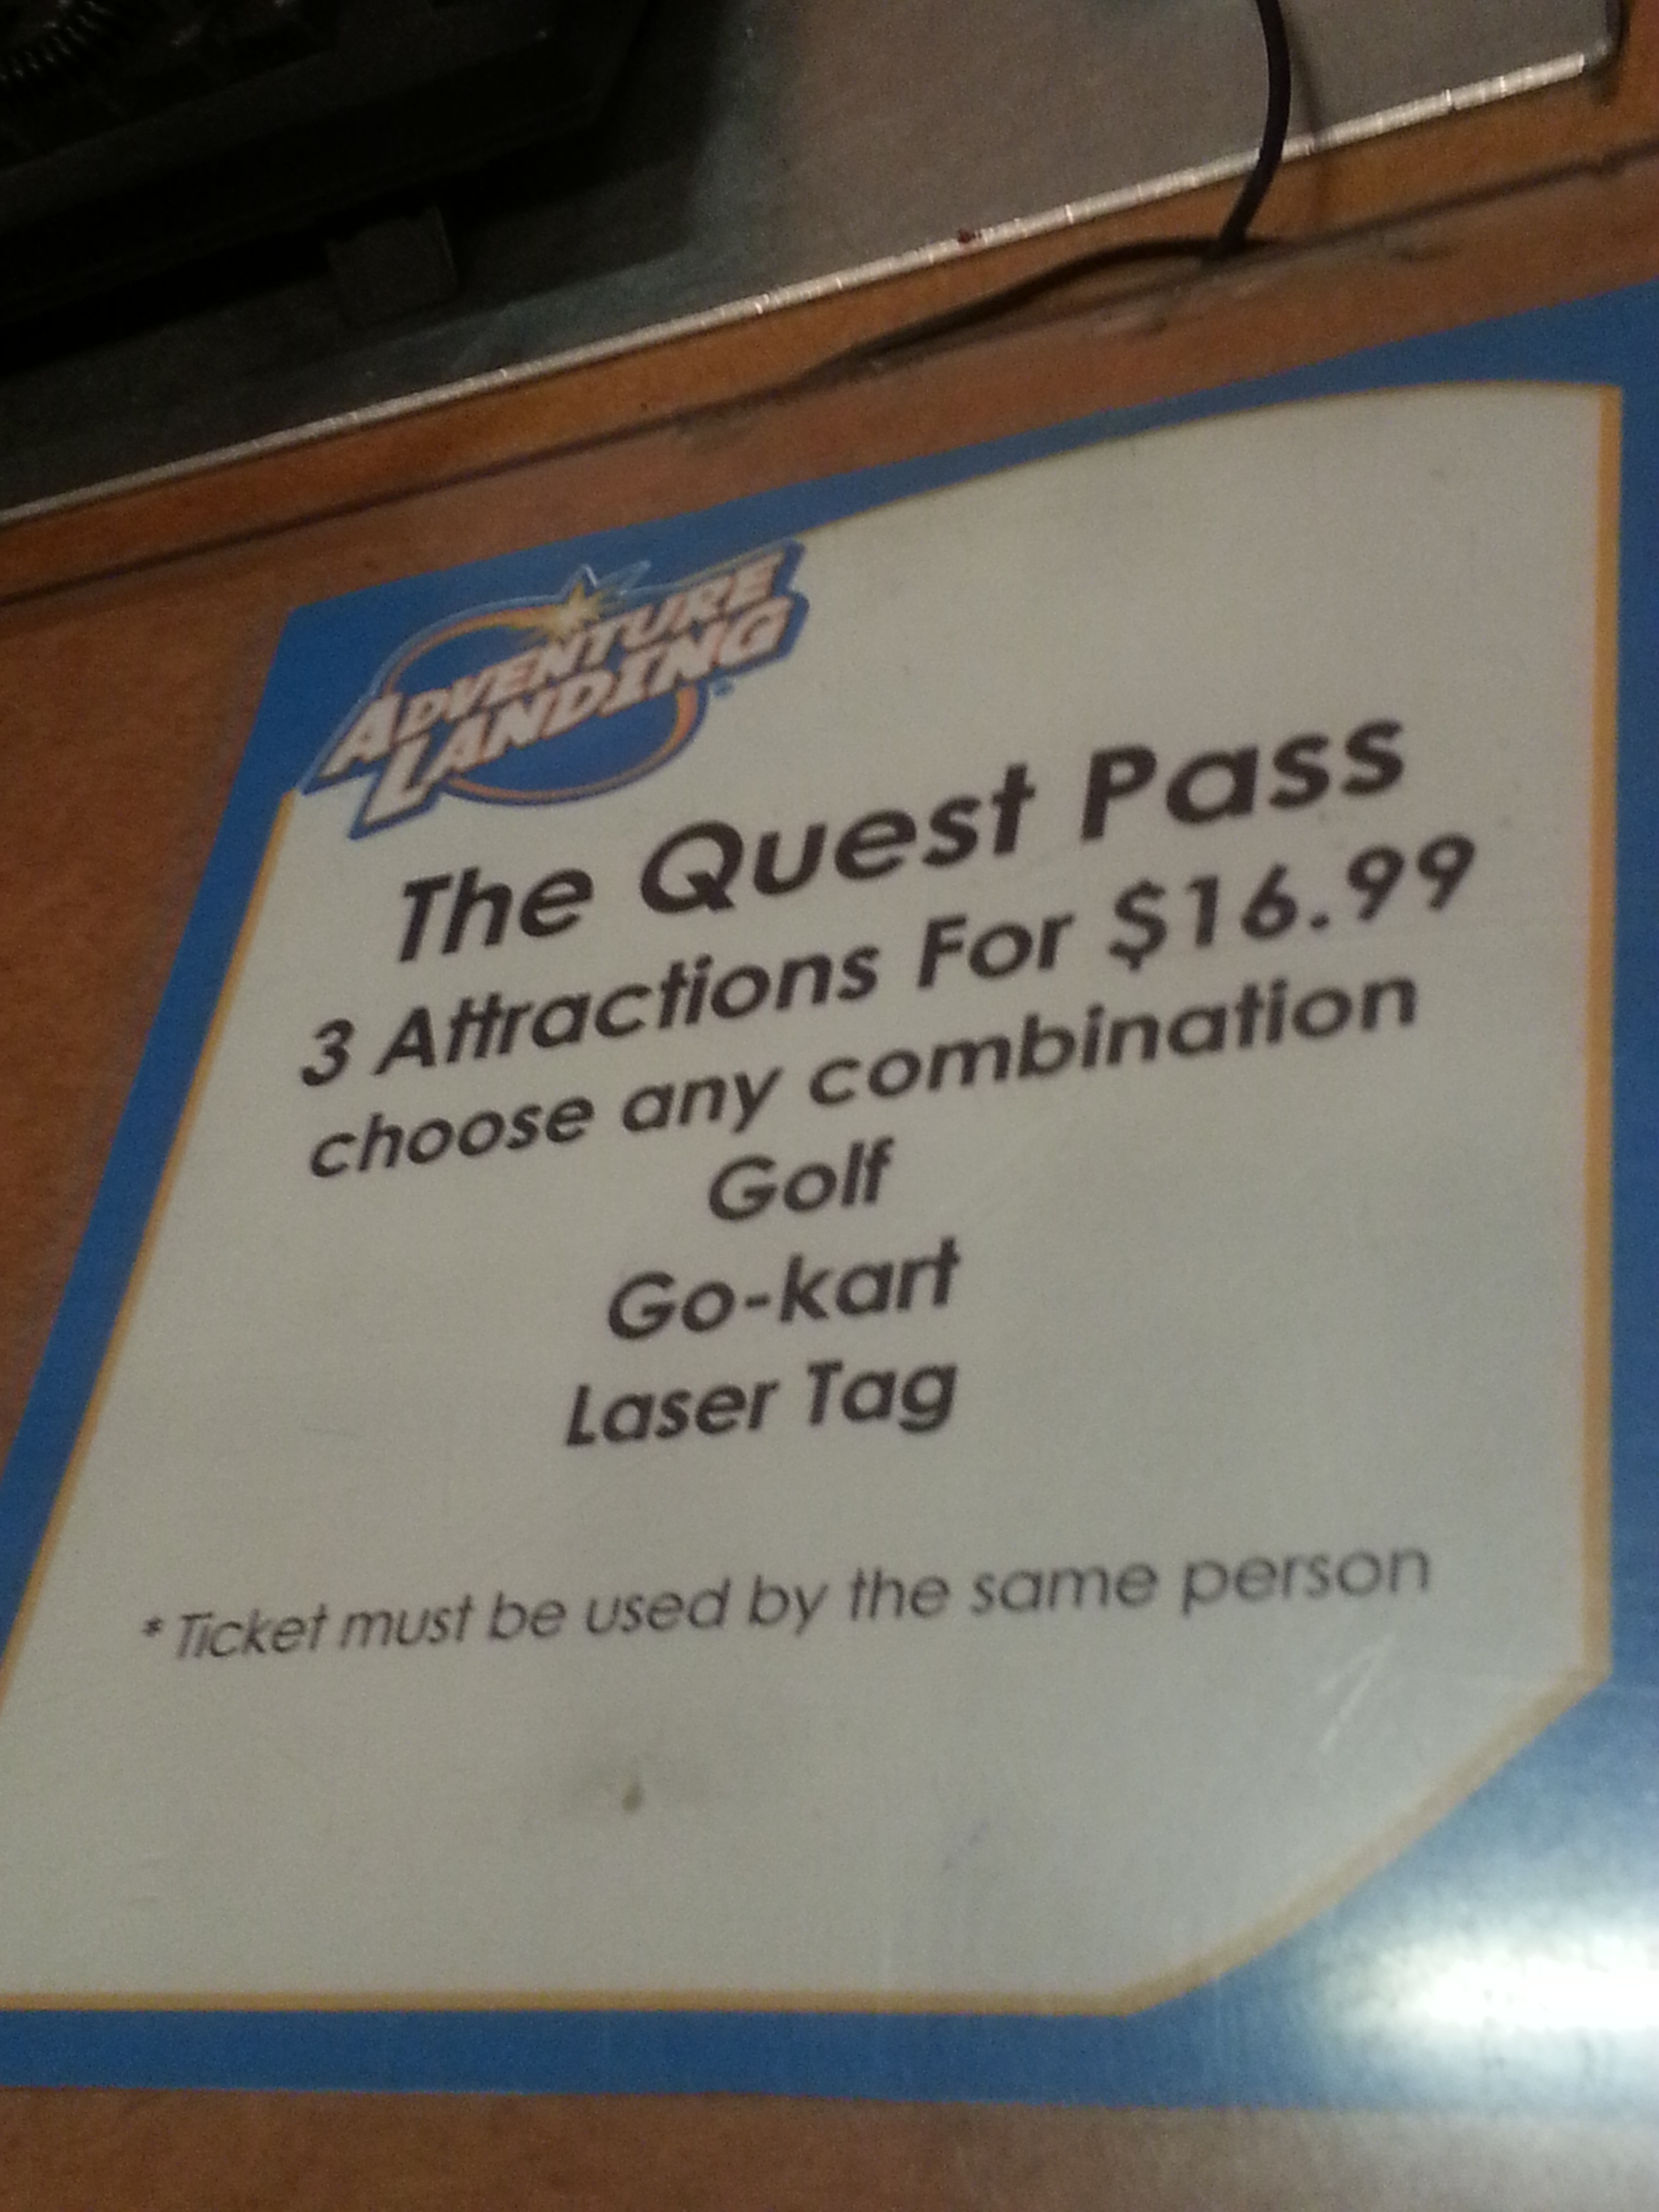 ADVENTURE
LANDING
The Quest Pass
3 Attractions For $16.99
choose any combination
Golf
Go-kart
Laser Tag
* Ticket must be used by the same person